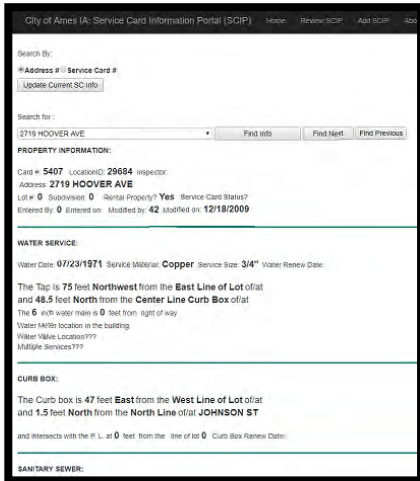 City of Ames IA: Service Card Information Portal (SCIP) Home Review SCIP Add SCIP Abo
Search By:
Address # Service Card #
Update Current SC Info
Search for :
2719 HOOVER AVE Find Info Find Next Find Previous
PROPERTY INFORMATION:
Card #: 5407 LocationID: 29684 Inspector:
Address: 2719 HOOVER AVE
Lot #: 0 Subdivision: 0 Rental Property? Yes Service Card Status?
Entered By: 0 Entered on: Modified by: 42 Modified on: 12/18/2009
WATER SERVICE:
Water Date: 07/23/1971 Service Material: Copper Service Size: 3/4" Water Renew Date:
The Tap is 75 feet Northwest from the East Line of Lot of/at
and 48.5 feet North from the Center Line Curb Box of/at
The 6 inch water main is 0 feet from right of way
Water Meter location in the building:
Water Valve Location???
Multiple Services???
CURB BOX:
The Curb box is 47 feet East from the West Line of Lot of/at
and 1.5 feet North from the North Line of/at JOHNSON ST
and intersects with the P. L. at 0 feet from the line of lot 0 Curb Box Renew Date:
SANITARY SEWER: